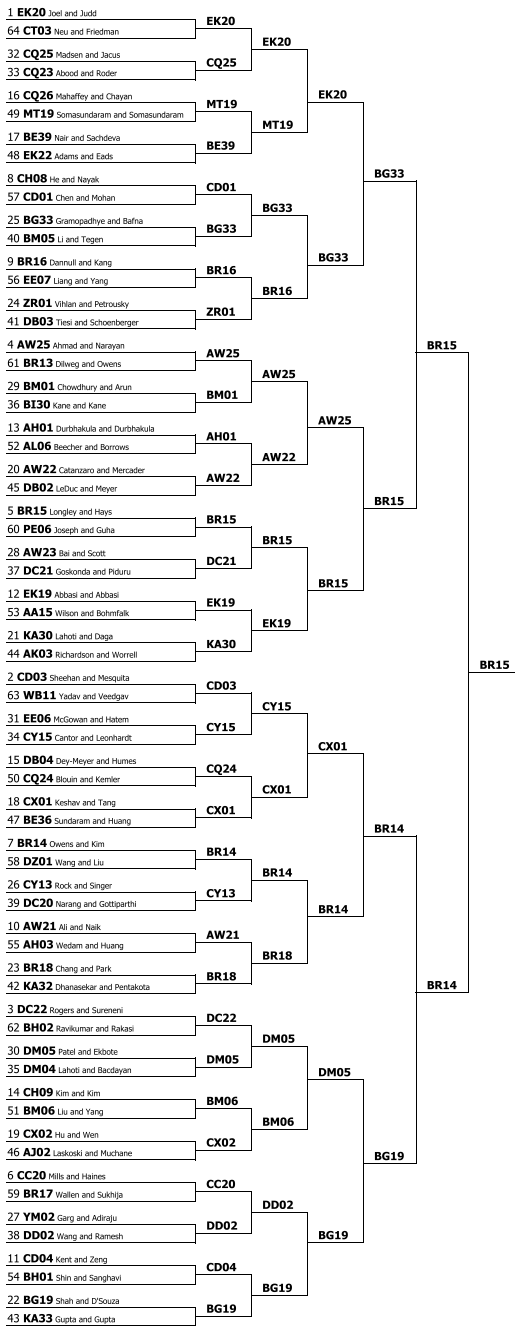 1 EK20 Joel and Judd
64 CT03 Neu and Friedman
32 CQ25 Madsen and Jacus
33 CQ23 Abood and Roder
16 CQ26 Mahaffey and Chayan
49 MT19 Somasundaram and Somasundaram
17 BE39 Nair and Sachdeva
48 EK22 Adams and Eads
8 CH08 He and Nayak
57 CD01 Chen and Mohan
25 BG33 Gramopadhye and Bafna
40 BM05 Li and Tegen
9 BR16 Dannull and Kang
56 EE07 Liang and Yang
24 ZR01 Vihlan and Petrousky
41 DB03 Tiesi and Schoenberger
4 AW25 Ahmad and Narayan
61 BR13 Dilweg and Owens
29 BM01 Chowdhury and Arun
36 BI30 Kane and Kane
13 AH01 Durbhakula and Durbhakula
52 AL06 Beecher and Borrows
20 AW22 Catanzaro and Mercader
45 DB02 LeDuc and Meyer
5 BR15 Longley and Hays
60 PE06 Joseph and Guha
28 AW23 Bai and Scott
37 DC21 Goskonda and Piduru
12 EK19 Abbasi and Abbasi
53 AA15 Wilson and Bohmfalk
21 KA30 Lahoti and Daga
44 AK03 Richardson and Worrell
2 CD03 Sheehan and Mesquita
63 WB11 Yadav and Veedgav
31 EE06 McGowan and Hatem
34 CY15 Cantor and Leonhardt
15 DB04 Dey-Meyer and Humes
50 CQ24 Blouin and Kemler
18 CX01 Keshav and Tang
47 BE36 Sundaram and Huang
7 BR14 Owens and Kim
58 DZ01 Wang and Liu
26 CY13 Rock and Singer
39 DC20 Narang and Gottiparthi
10 AW21 Ali and Naik
55 AH03 Wedam and Huang
23 BR18 Chang and Park
42 KA32 Dhanasekar and Pentakota
3 DC22 Rogers and Sureneni
62 BH02 Ravikumar and Rakasi
30 DM05 Patel and Ekbote
35 DM04 Lahoti and Bacdayan
14 CH09 Kim and Kim
51 BM06 Liu and Yang
19 CX02 Hu and Wen
46 AJ02 Laskoski and Muchane
6 CC20 Mills and Haines
59 BR17 Wallen and Sukhija
27 YM02 Garg and Adiraju
38 DD02 Wang and Ramesh
11 CD04 Kent and Zeng
54 BH01 Shin and Sanghavi
22 BG19 Shah and D'Souza
43 KA33 Gupta and Gupta
EK20
CQ25
MT19
BE39
CD01
BG33
BR16
ZR01
AW25
BM01
AH01
AW22
BR15
DC21
EK19
KA30
CD03
CY15
CQ24
CX01
BR14
CY13
AW21
BR18
DC22
DM05
BM06
CX02
CC20
DD02
CD04
BG19
EK20
MT19
BG33
BR16
AW25
AW22
BR15
EK19
CY15
CX01
BR14
BR18
DM05
BM06
DD02
BG19
EK20
BG33
AW25
BR15
CX01
BR14
DM05
BG19
BG33
BR15
BR14
BG19
BR15
BR14
BR15